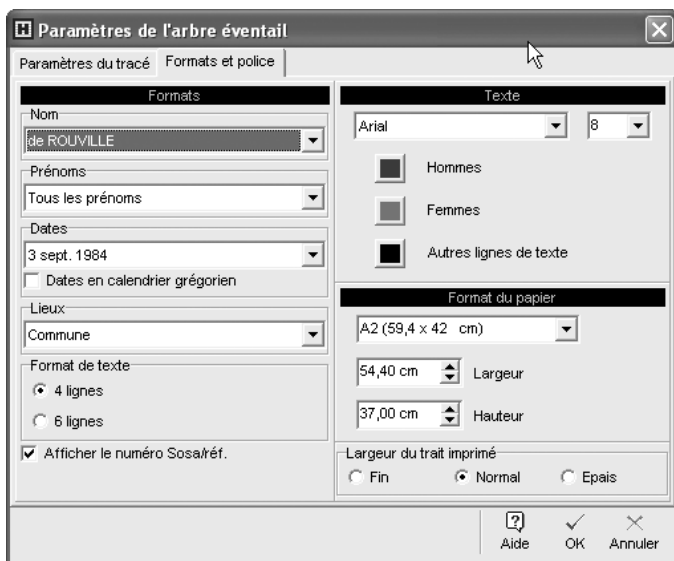 H Paramètres de l'arbre éventail
Paramètres du tracé
Formats et police
Formats
Nom
de ROUVILLE
Prénoms
Tous les prénoms
Dates
3 sept. 1984
Dates en calendrier grégorien
Lieux
Commune
Format de texte
4 lignes
6 lignes
Afficher le numéro Sosa/réf.
Texte
Arial
8
Hommes
Femmes
Autres lignes de texte
Format du papier
A2 (59,4 x 42 cm)
54,40 cm Largeur
37,00 cm Hauteur
Largeur du trait imprimé
Fin Normal Epais
? Aide
OK
Annuler